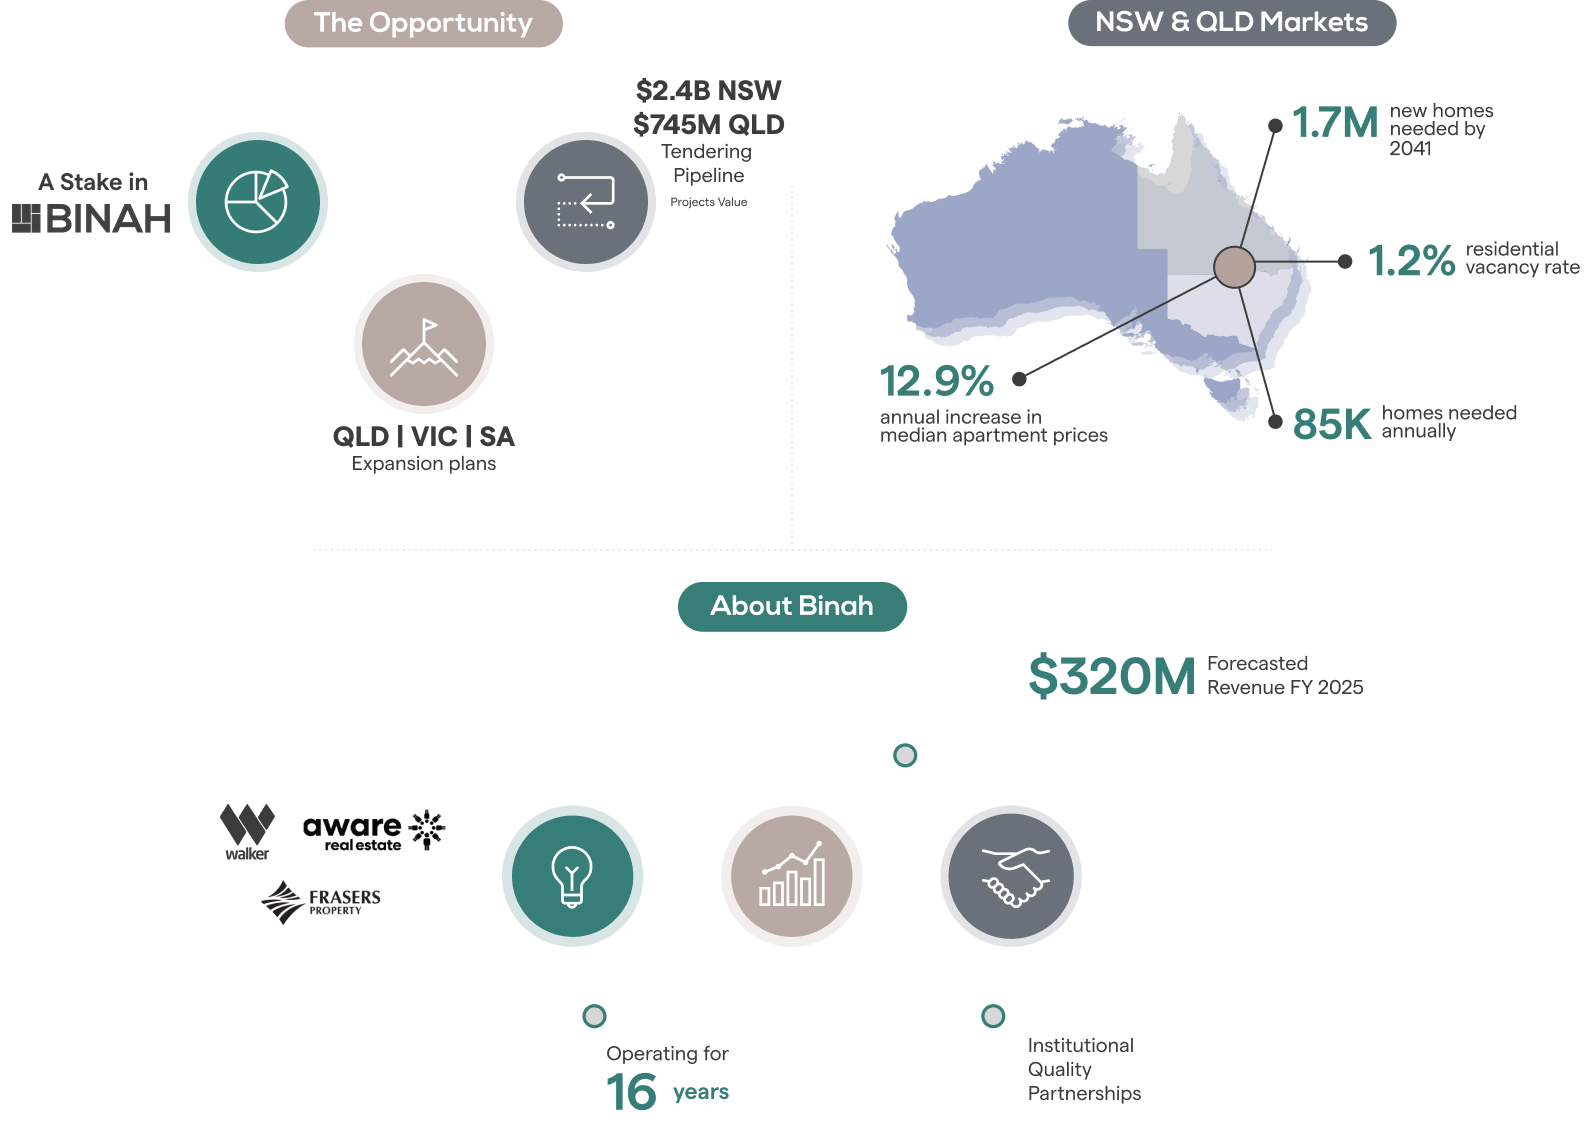 The Opportunity
A Stake in
BINAH
$2.4B NSW
$745M QLD
Tendering
Pipeline
Projects Value
QLD | VIC | SA
Expansion plans
NSW & QLD Markets
1.7M
new homes
needed by
2041
1.2%
residential
vacancy rate
12.9%
annual increase in
median apartment prices
85K
homes needed
annually
About Binah
$320M
Forecasted
Revenue FY 2025
walker
aware
real estate
FRASERS
PROPERTY
Operating for
16 years
Institutional
Quality
Partnerships